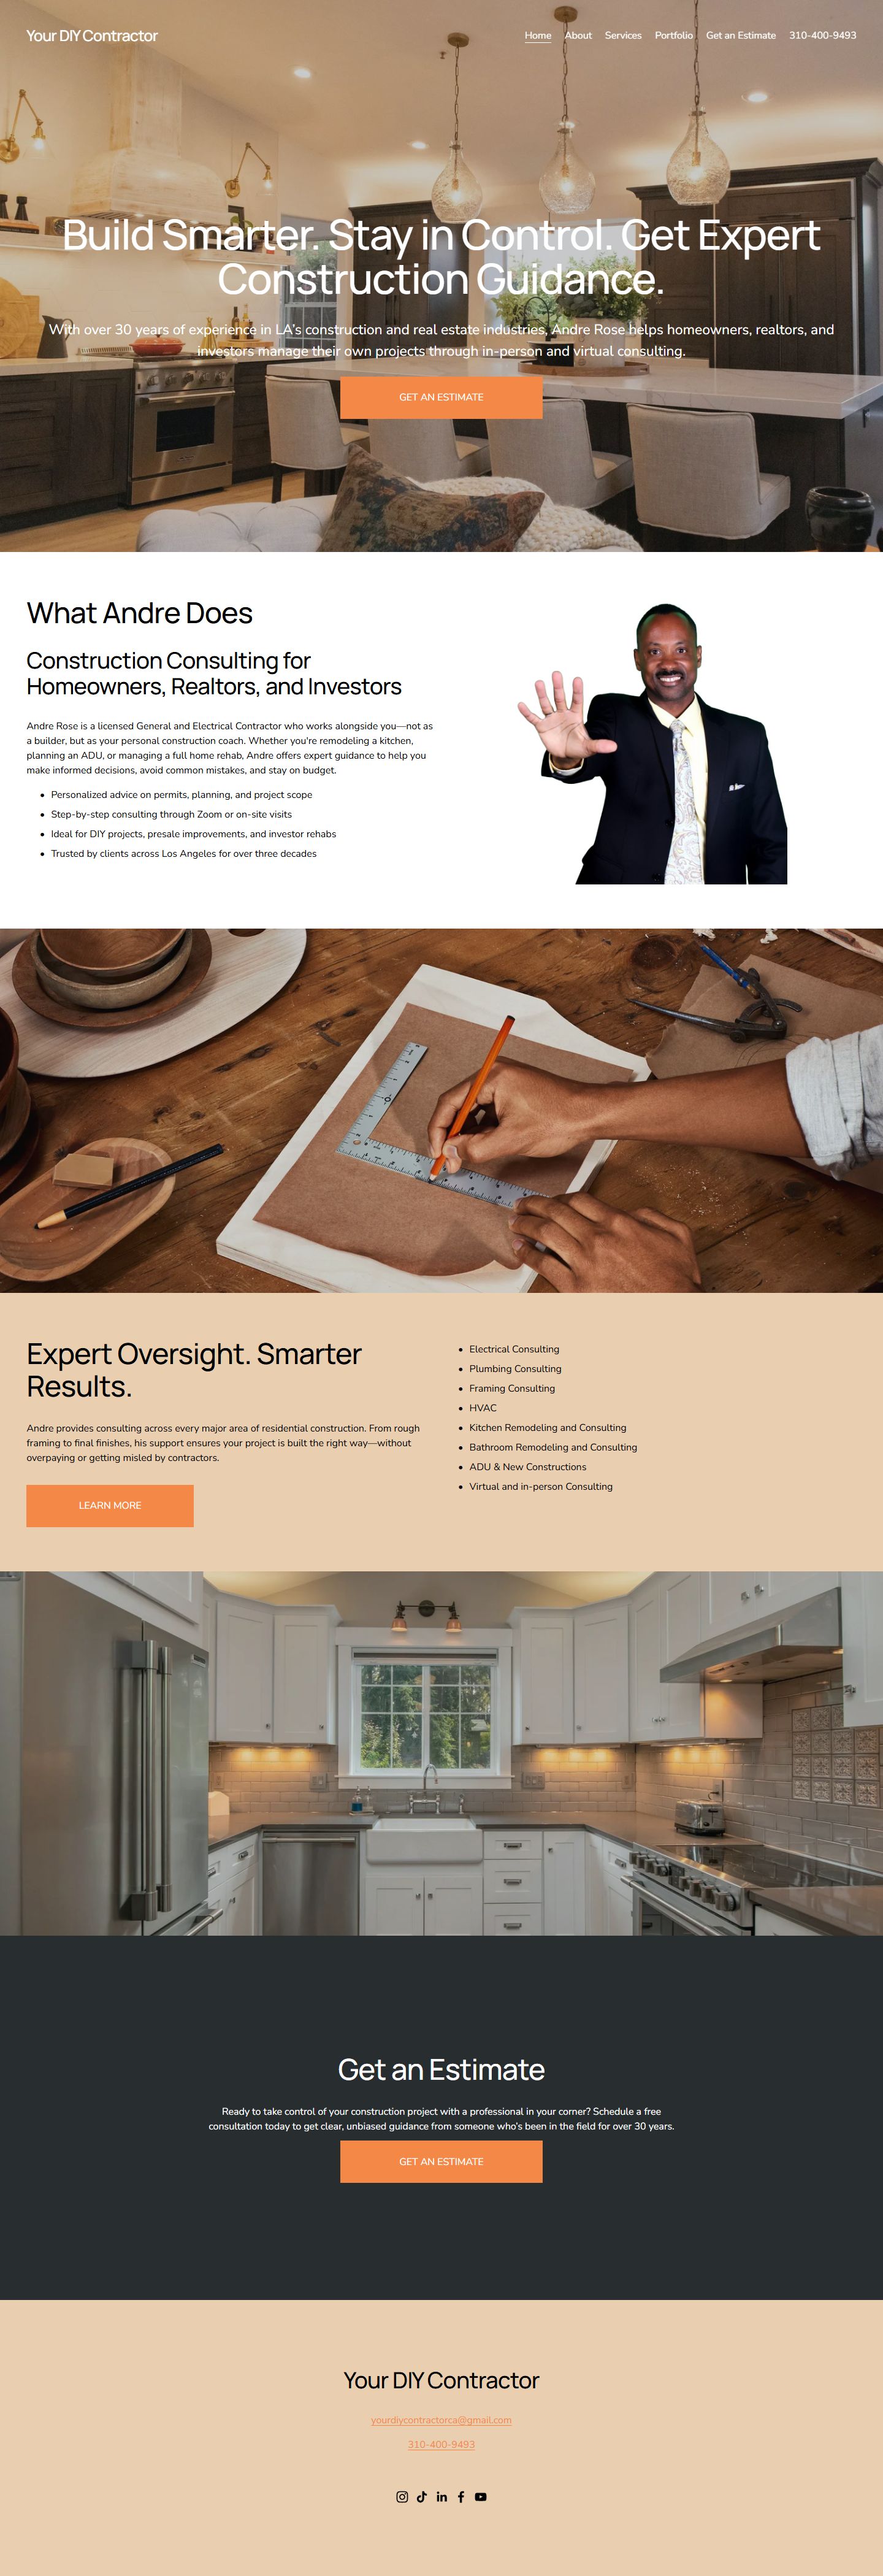 Your DIY Contractor
Home About Services Portfolio Get an Estimate 310-400-9493
Build Smarter. Stay in Control. Get Expert
Construction Guidance.
With over 30 years of experience in LA's construction and real estate industries, Andre Rose helps homeowners, realtors, and
investors manage their own projects through in-person and virtual consulting.
GET AN ESTIMATE
What Andre Does
Construction Consulting for
Homeowners, Realtors, and Investors
Andre Rose is a licensed General and Electrical Contractor who works alongside you—not as
a builder, but as your personal construction coach. Whether you're remodeling a kitchen,
planning an ADU, or managing a full home rehab, Andre offers expert guidance to help you
make informed decisions, avoid common mistakes, and stay on budget.
• Personalized advice on permits, planning, and project scope
• Step-by-step consulting through Zoom or on-site visits
• Ideal for DIY projects, presale improvements, and investor rehabs
• Trusted by clients across Los Angeles for over three decades
Expert Oversight. Smarter
Results.
Andre provides consulting across every major area of residential construction. From rough
framing to final finishes, his support ensures your project is built the right way—without
overpaying or getting misled by contractors.
LEARN MORE
• Electrical Consulting
• Plumbing Consulting
• Framing Consulting
• HVAC
• Kitchen Remodeling and Consulting
• Bathroom Remodeling and Consulting
• ADU & New Constructions
• Virtual and in-person Consulting
Get an Estimate
Ready to take control of your construction project with a professional in your corner? Schedule a free
consultation today to get clear, unbiased guidance from someone who's been in the field for over 30 years.
GET AN ESTIMATE
Your DIY Contractor
yourdiycontractorca@gmail.com
310-400-9493